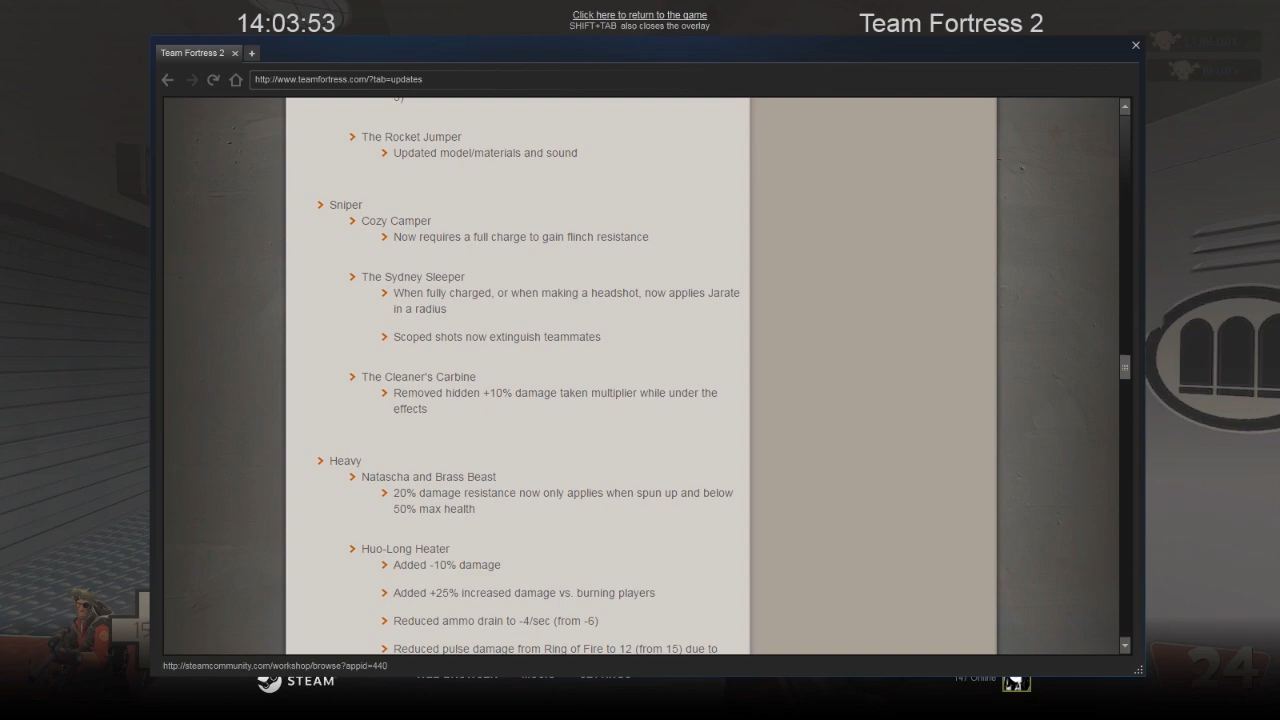 14:03:53
Click here to return to the game
SHIFT+TAB also closes the overlay
Team Fortress 2
Team Fortress 2
http://www.teamfortress.com/?tab=updates
The Rocket Jumper
Updated model/materials and sound
Sniper
Cozy Camper
Now requires a full charge to gain flinch resistance
The Sydney Sleeper
When fully charged, or when making a headshot, now applies Jarate
in a radius
Scoped shots now extinguish teammates
The Cleaner's Carbine
Removed hidden +10% damage taken multiplier while under the
effects
Heavy
Natascha and Brass Beast
20% damage resistance now only applies when spun up and below
50% max health
Huo-Long Heater
Added -10% damage
Added +25% increased damage vs. burning players
Reduced ammo drain to -4/sec (from -6)
Reduced pulse damage from Ring of Fire to 12 (from 15) due to
http://steamcommunity.com/workshop/browse?appid=440
STEAM
147 Online
24